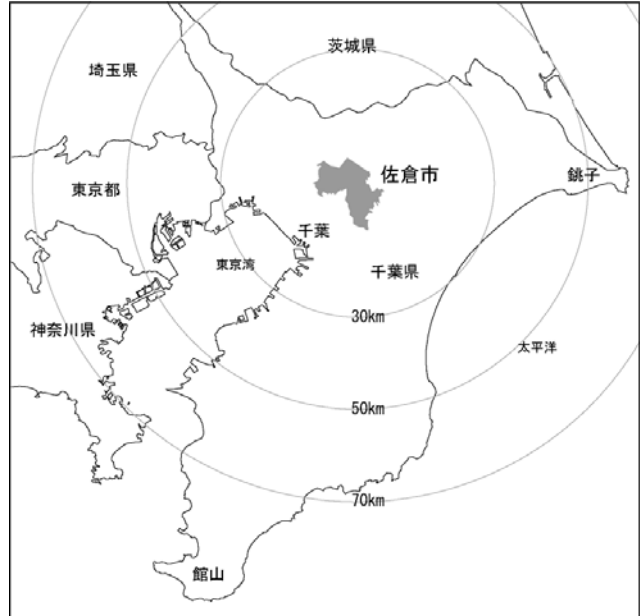 茨城県
埼玉県
佐倉市
銚子
東京都
千葉
東京湾
千葉県
30km
神奈川県
太平洋
50km
70km
館山